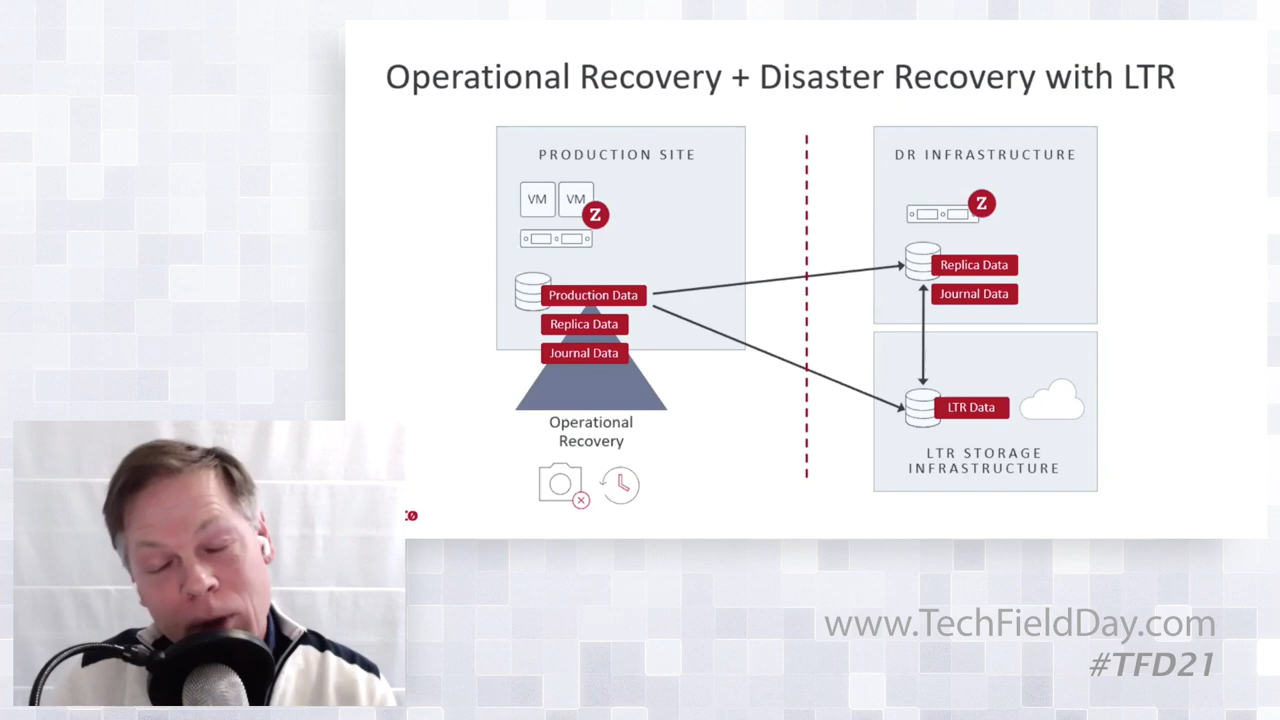 Operational Recovery + Disaster Recovery with LTR
PRODUCTION SITE
VM VM
Z
Production Data
Replica Data
Journal Data
Operational
Recovery
DR INFRASTRUCTURE
Z
Replica Data
Journal Data
LTR Data
LTR STORAGE
INFRASTRUCTURE
www.TechFieldDay.com
#TFD21